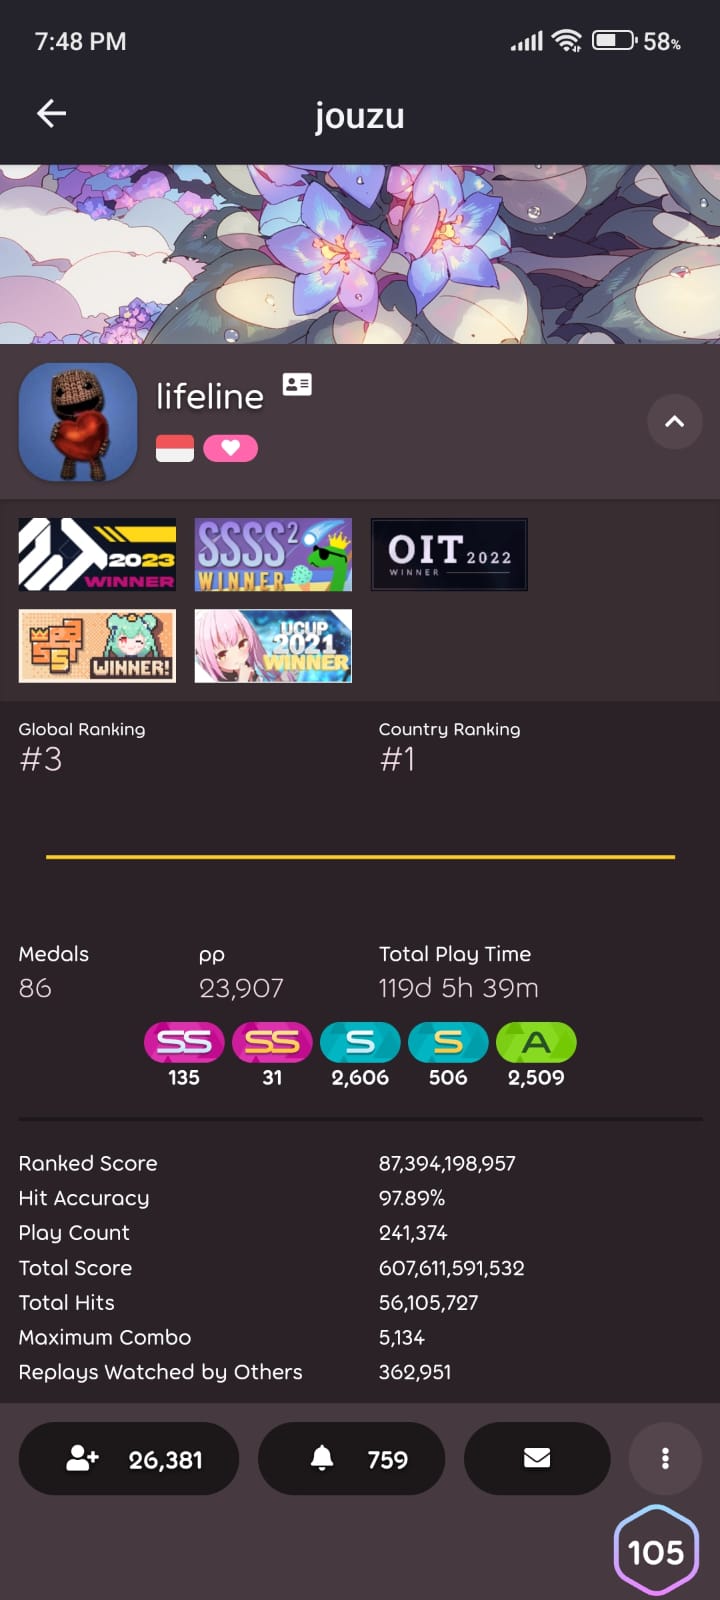 7:48 PM
58%
jouzu
lifeline
2023
WINNER
SSSS2
WINNER
OIT 2022
WINNER
WINNER!
UCUP
2021
WINNER
Global Ranking
Country Ranking
#3
#1
Medals
pp
Total Play Time
86
23,907
119d 5h 39m
SS
SS
S
S
A
135
31
2,606
506
2,509
Ranked Score
87,394,198,957
Hit Accuracy
97.89%
Play Count
241,374
Total Score
607,611,591,532
Total Hits
56,105,727
Maximum Combo
5,134
Replays Watched by Others
362,951
26,381
759
105